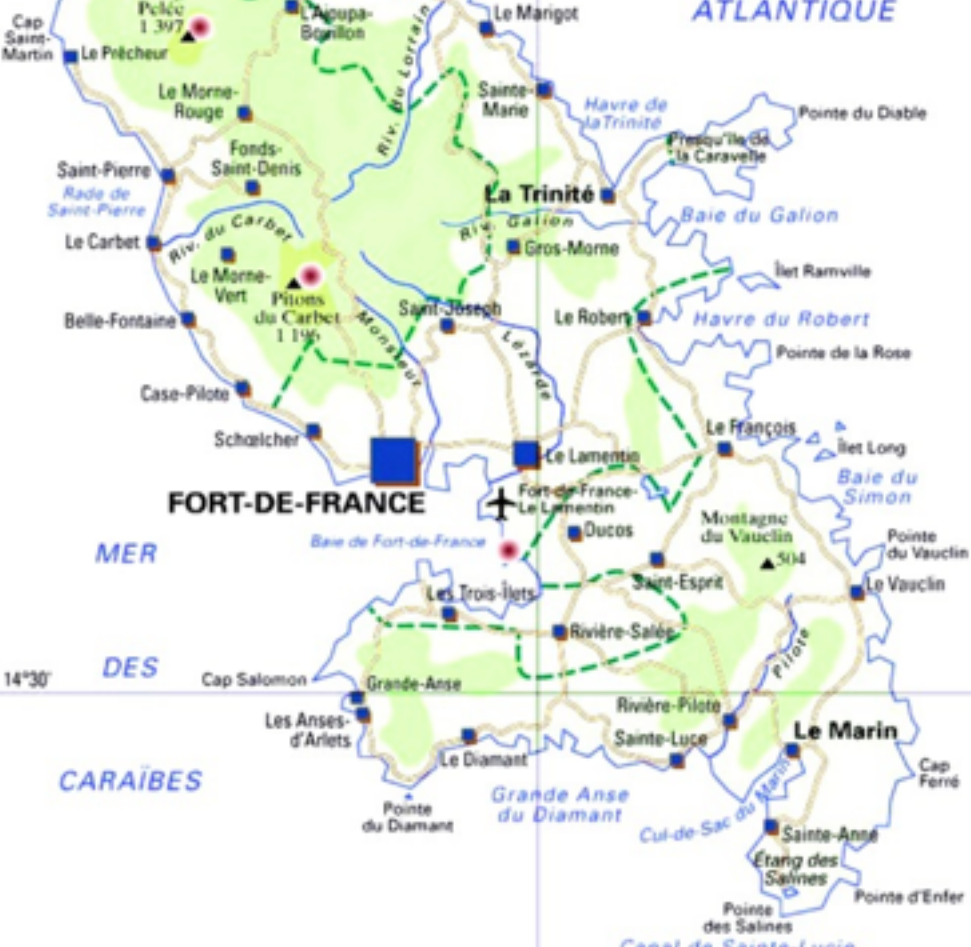 ATLANTIQUE
Pelée
1 397
L'Ajoupa-
Bouillon
Le Marigot
Cap
Saint-
Martin
Le Prêcheur
Riv. du Lorrain
Le Morne-
Rouge
Sainte-
Marie
Havre de
laTrinité
Pointe du Diable
Presqu'île de
la Caravelle
Fonds-
Saint-Denis
Saint-Pierre
Rade de
Saint-Pierre
La Trinité
Baie du Galion
Riv. Galion
Gros-Morne
Le Carbet
Riv. du Carbet
Le Morne-
Vert
Pitons
du Carbet
1 196
Îlet Ramville
Belle-Fontaine
Monsieur
Saint-Joseph
Lézarde
Le Robert
Havre du Robert
Pointe de la Rose
Case-Pilote
Schœlcher
Le François
Îlet Long
Le Lamentin
Baie du
Simon
FORT-DE-FRANCE
Fort-de-France-
Le Lamentin
Ducos
Montagne
du Vauclin
504
Pointe
du Vauclin
Baie de Fort-de-France
MER
Saint-Esprit
Le Vauclin
Les Trois-Îlets
Rivière-Salée
Pilote
DES
14°30'
Cap Salomon
Grande-Anse
Les Anses-
d'Arlets
Rivière-Pilote
Sainte-Luce
Le Marin
Le Diamant
CARAÏBES
Cap
Ferré
Pointe
du Diamant
Grande Anse
du Diamant
Cul-de-Sac du Marin
Sainte-Anne
Étang des
Salines
Pointe d'Enfer
Pointe
des Salines
Canal de Sainte-Lucie